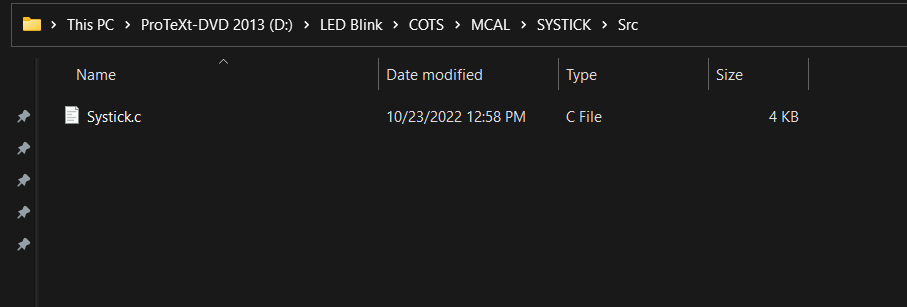 This PC > ProTeXt-DVD 2013 (D:) > LED Blink > COTS > MCAL > SYSTICK > Src
Name Date modified Type Size
Systick.c 10/23/2022 12:58 PM C File 4 KB